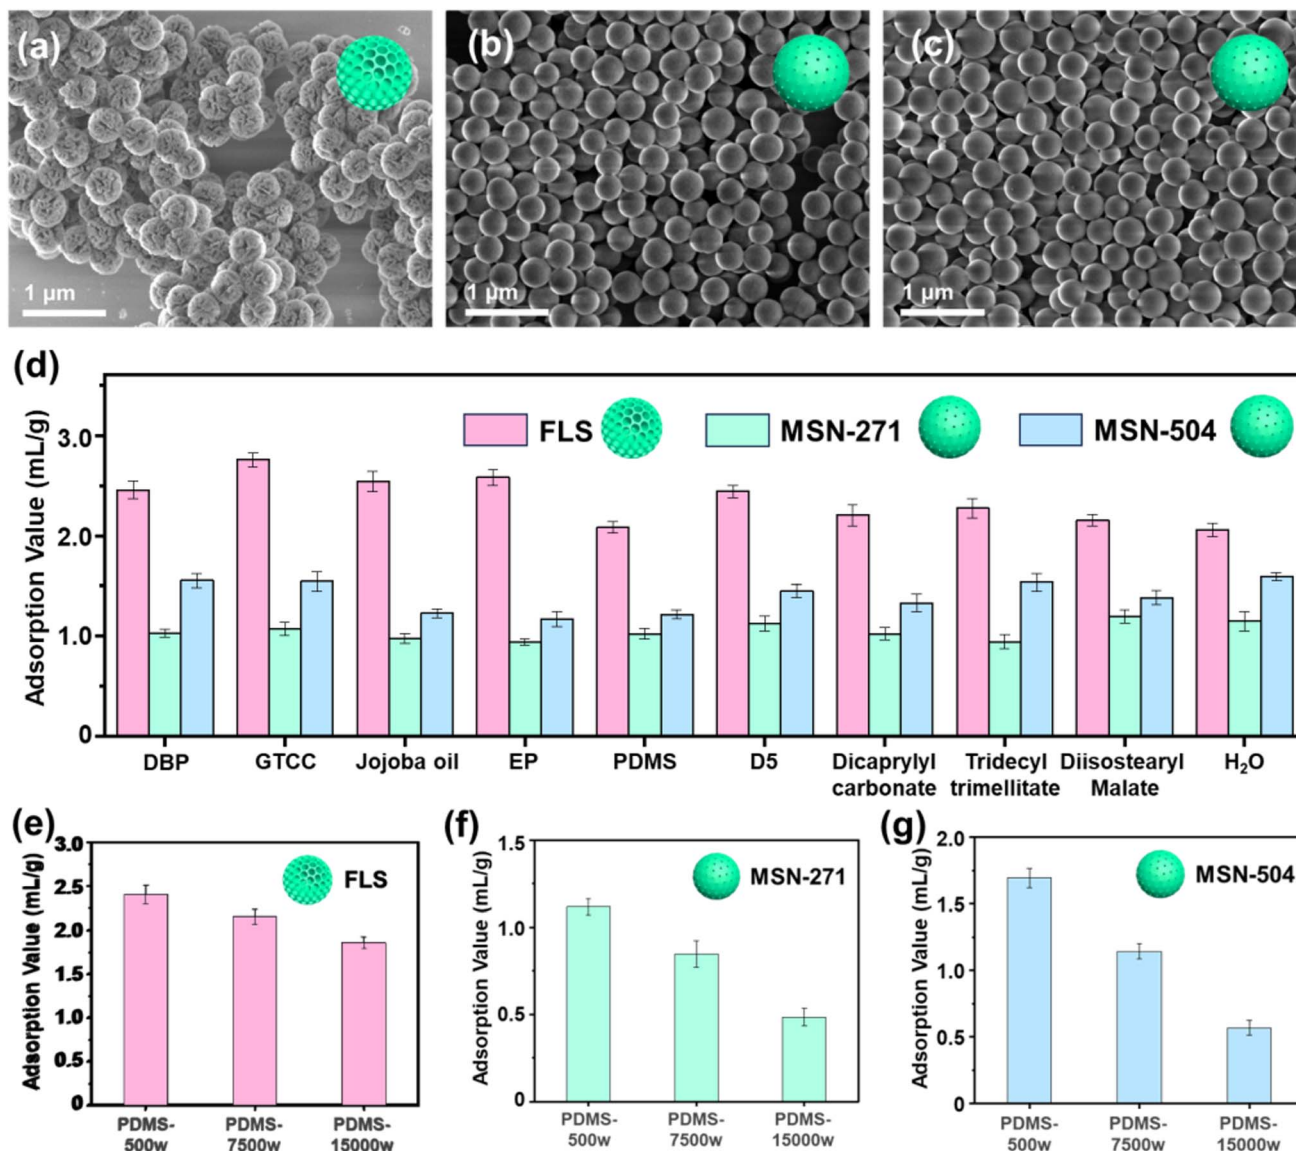 (a)
1 μm
(b)
1 μm
(c)
1 μm
(d)
Adsorption Value (mL/g)
3.0
2.0
1.0
0
FLS
MSN-271
MSN-504
DBP
GTCC
Jojoba oil
EP
PDMS
D5
Dicaprylyl
carbonate
Tridecyl
trimellitate
Diisostearyl
Malate
H₂O
(e)
Adsorption Value (mL/g)
3.0
2.5
2.0
1.5
1.0
0.5
0
FLS
PDMS-
500w
PDMS-
7500w
PDMS-
15000w
(f)
Adsorption Value (mL/g)
1.5
1.0
0.5
0
MSN-271
PDMS-
500w
PDMS-
7500w
PDMS-
15000w
(g)
Adsorption Value (mL/g)
2.0
1.5
1.0
0.5
0
MSN-504
PDMS-
500w
PDMS-
7500w
PDMS-
15000w